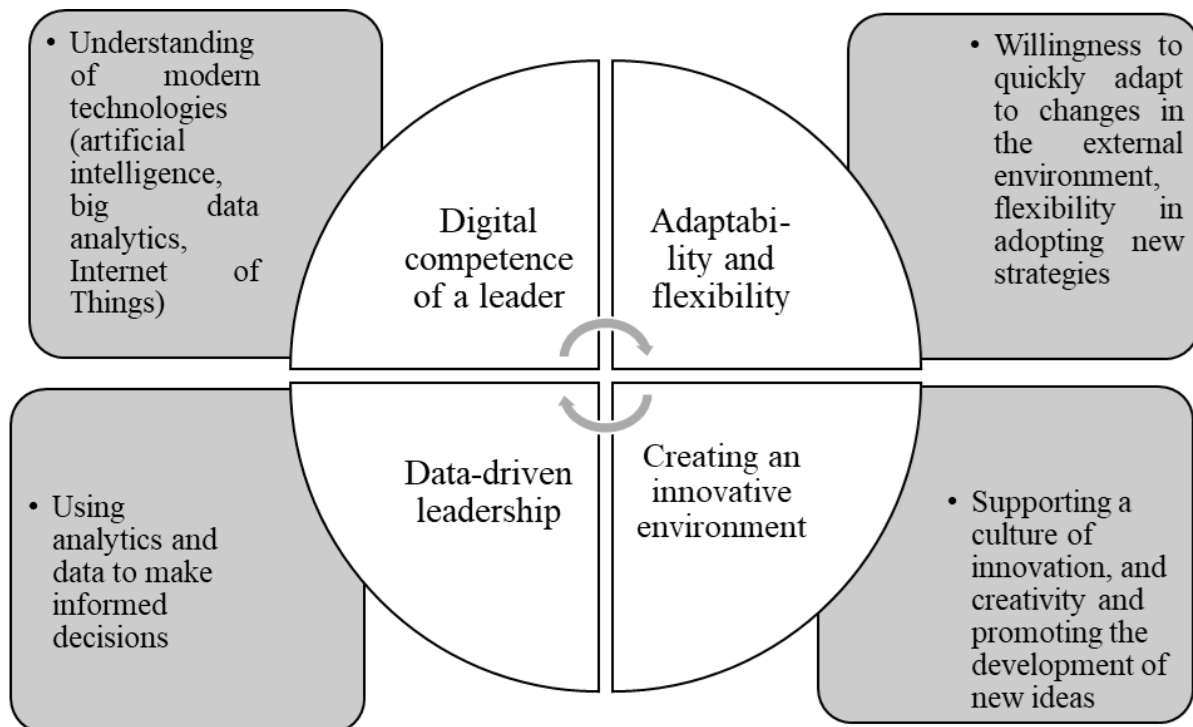 • Understanding
of modern
technologies
(artificial
intelligence,
big data
analytics,
Internet of
Things)
Digital
competence
of a leader
Adaptabi-
lity and
flexibility
• Willingness to
quickly adapt
to changes in
the external
environment,
flexibility in
adopting new
strategies
• Using
analytics and
data to make
informed
decisions
Data-driven
leadership
Creating an
innovative
environment
• Supporting a
culture of
innovation, and
creativity and
promoting the
development of
new ideas